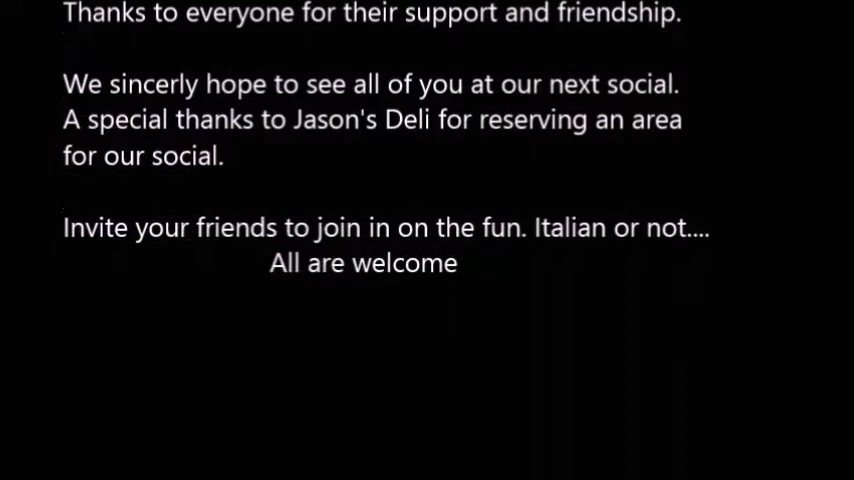 Thanks to everyone for their support and friendship.
We sincerly hope to see all of you at our next social.
A special thanks to Jason's Deli for reserving an area
for our social.
Invite your friends to join in on the fun. Italian or not....
All are welcome